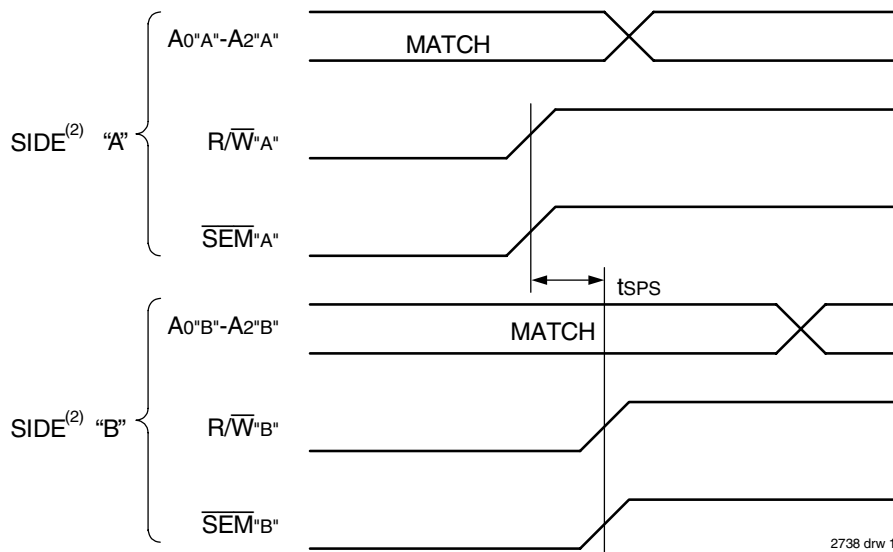 A0"A"-A2"A"
MATCH
SIDE(2) “A”
R/W"A"
SEM"A"
tSPS
A0"B"-A2"B"
MATCH
SIDE(2) “B”
R/W"B"
SEM"B"
2738 drw 1